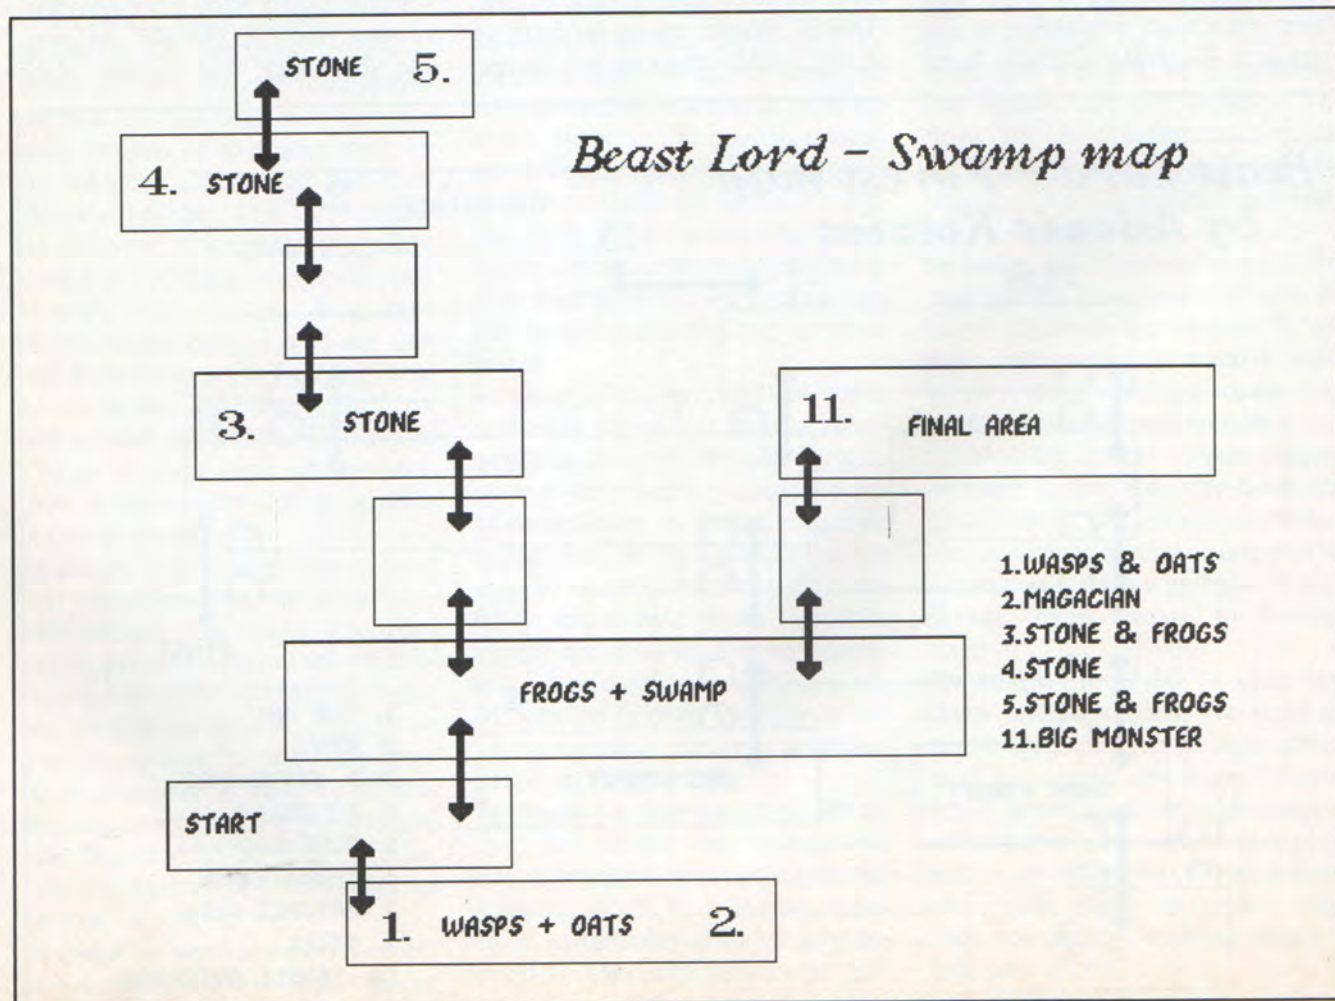 STONE 5.
Beast Lord - Swamp map
4. STONE
3. STONE
11. FINAL AREA
1.WASPS & OATS
2.MAGACIAN
3.STONE & FROGS
4.STONE
5.STONE & FROGS
11.BIG MONSTER
FROGS + SWAMP
START
1. WASPS + OATS 2.